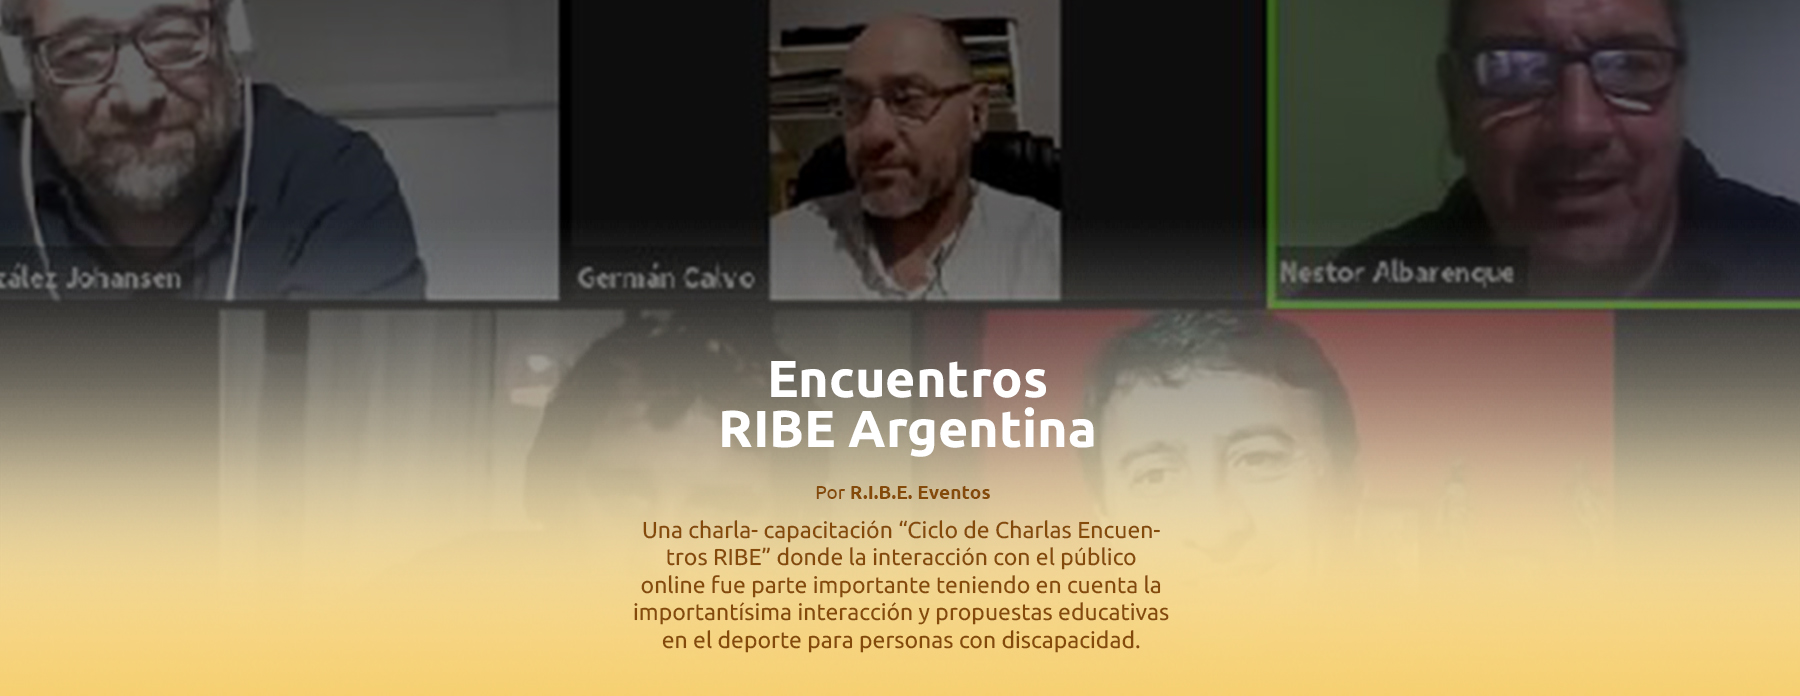 zález Johansen
Germán Calvo
Nestor Albarenque
Encuentros
RIBE Argentina
Por R.I.B.E. Eventos
Una charla- capacitación “Ciclo de Charlas Encuen-
tros RIBE” donde la interacción con el público
online fue parte importante teniendo en cuenta la
importantísima interacción y propuestas educativas
en el deporte para personas con discapacidad.